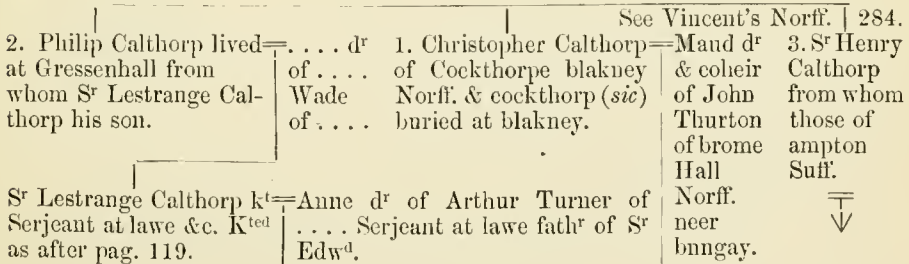 See Vincent's Norff. | 284.
2. Philip Calthorp lived = . . . . dʳ
at Gressenhall from of . . . .
whom Sʳ Lestrange Cal- Wade
thorp his son. of . . . .
1. Christopher Calthorp =
of Cockthorpe blakney
Norff. & cockthorp (sic)
buried at blakney.
Maud dʳ
& coheir
of John
Thurton
of brome
Hall
Norff.
neer
bungay.
3. Sʳ Henry
Calthorp
from whom
those of
ampton
Suff.
Sʳ Lestrange Calthorp kᵗ = Anne dʳ of Arthur Turner of
Serjeant at lawe &c. Kᵗᵉᵈ . . . . Serjeant at lawe fathʳ of Sʳ
as after pag. 119. Edwᵈ.